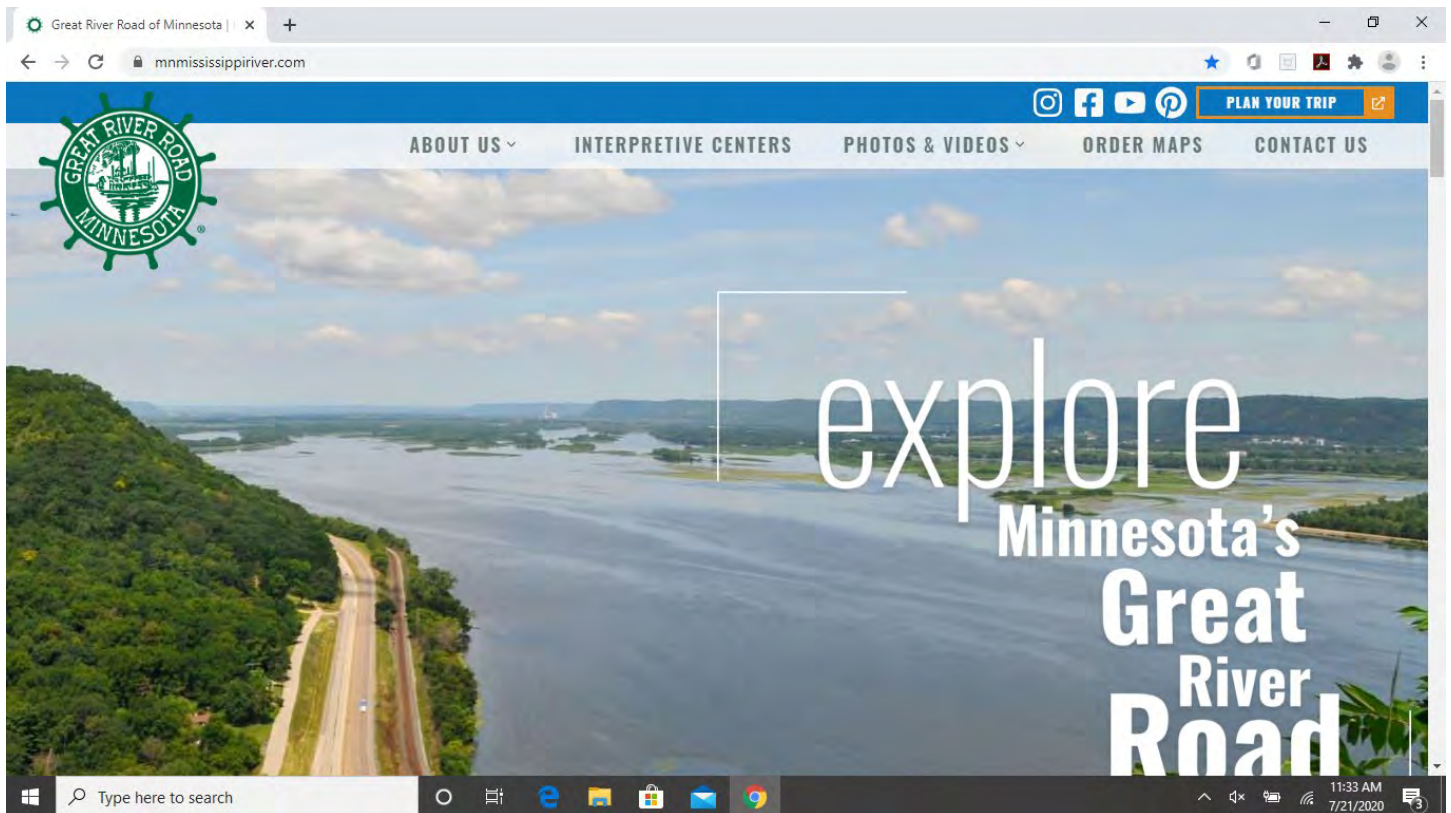 Great River Road of Minnesota |
mnmississippiriver.com
PLAN YOUR TRIP
GREAT RIVER ROAD
MINNESOTA
®
ABOUT US
INTERPRETIVE CENTERS
PHOTOS & VIDEOS
ORDER MAPS
CONTACT US
explore
Minnesota's
Great
River
Road
Type here to search
11:33 AM
7/21/2020
3